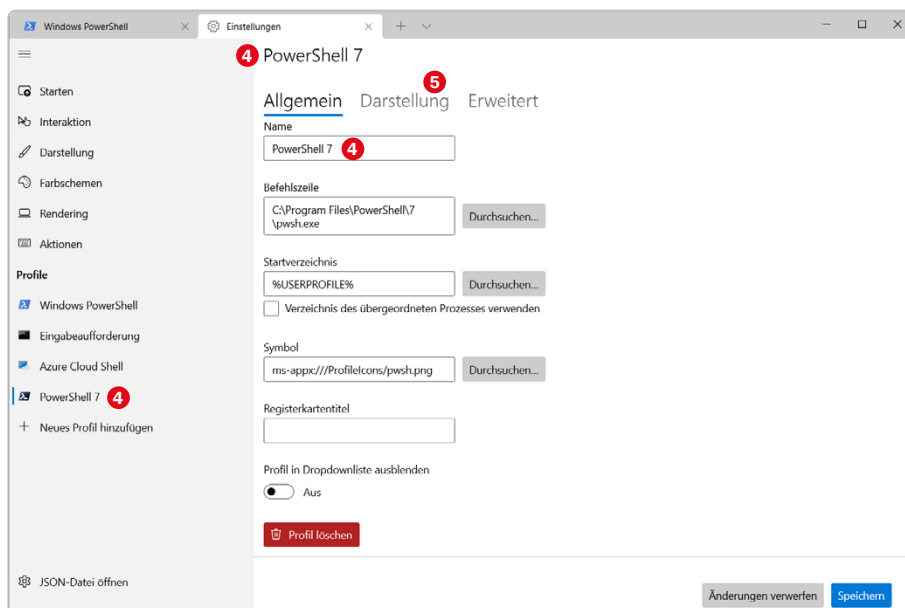 Windows PowerShell
Einstellungen
4 PowerShell 7
5
Starten
Interaktion
Darstellung
Farbschemen
Rendering
Aktionen
Profile
Windows PowerShell
Eingabeaufforderung
Azure Cloud Shell
PowerShell 7 4
Neues Profil hinzufügen
JSON-Datei öffnen
Allgemein Darstellung Erweitert
Name
PowerShell 7 4
Befehlszeile
C:\Program Files\PowerShell\7
\pwsh.exe
Durchsuchen...
Startverzeichnis
%USERPROFILE%
Durchsuchen...
Verzeichnis des übergeordneten Prozesses verwenden
Symbol
ms-appx:///ProfileIcons/pwsh.png
Durchsuchen...
Registerkartentitel
Profil in Dropdownliste ausblenden
Aus
Profil löschen
Änderungen verwerfen
Speichern